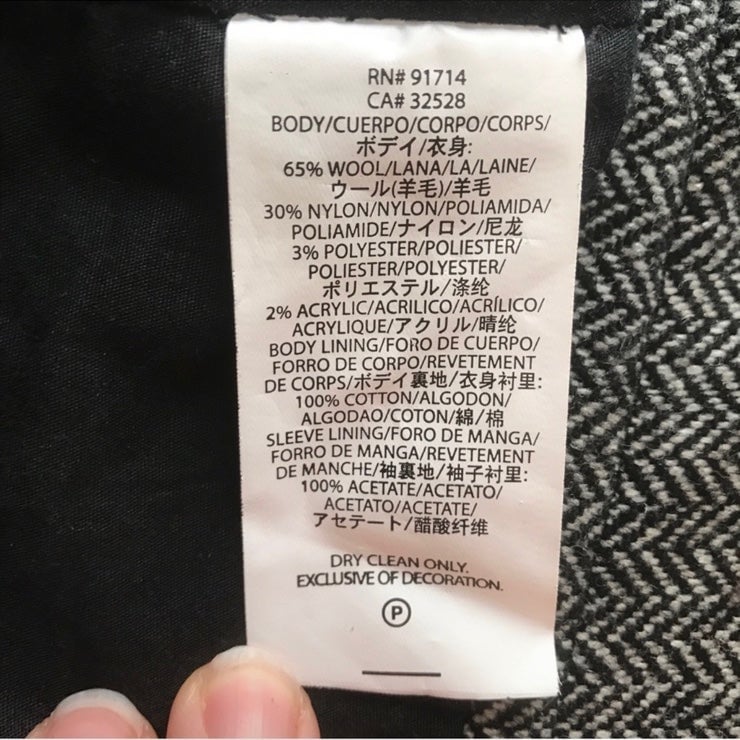 RN# 91714
CA# 32528
BODY/CUERPO/CORPO/CORPS/
ボデイ/衣身:
65% WOOL/LANA/LA/LAINE/
ウール(羊毛)/羊毛
30% NYLON/NYLON/POLIAMIDA/
POLIAMIDE/ナイロン/尼龙
3% POLYESTER/POLIESTER/
POLIESTER/POLYESTER/
ポリエステル/涤纶
2% ACRYLIC/ACRILICO/ACRÍLICO/
ACRYLIQUE/アクリル/晴纶
BODY LINING/FORO DE CUERPO/
FORRO DE CORPO/REVETEMENT
DE CORPS/ボデイ裏地/衣身衬里:
100% COTTON/ALGODON/
ALGODAO/COTON/綿/棉
SLEEVE LINING/FORO DE MANGA/
FORRO DE MANGA/REVETEMENT
DE MANCHE/袖裏地/袖子衬里:
100% ACETATE/ACETATO/
ACETATO/ACETATE/
アセテート/醋酸纤维
DRY CLEAN ONLY.
EXCLUSIVE OF DECORATION.
P